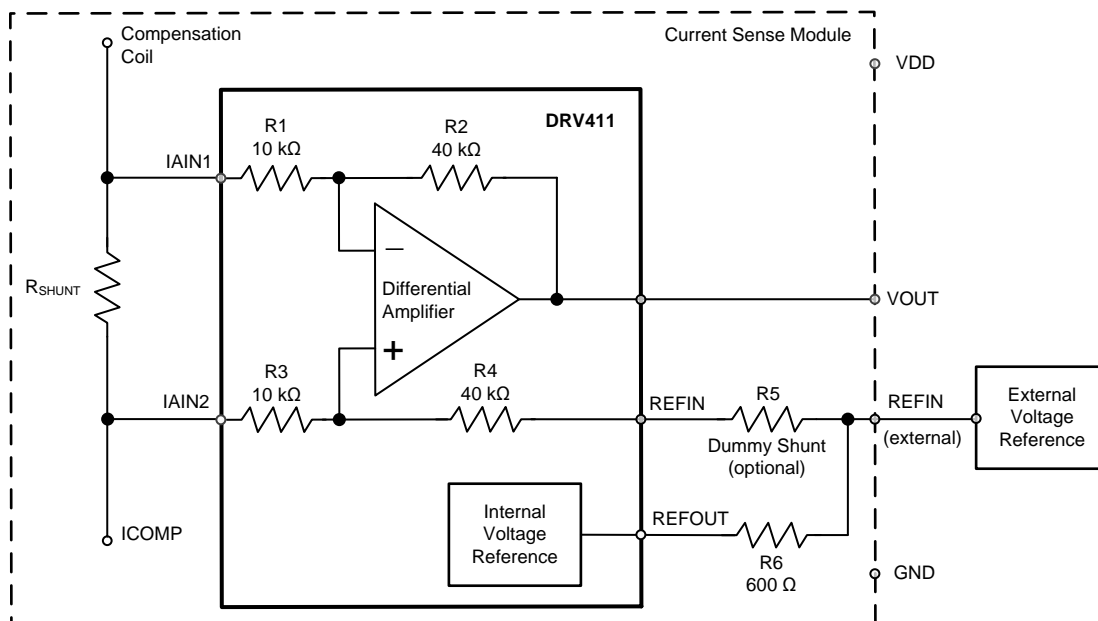 Compensation
Coil
Current Sense Module
VDD
DRV411
R1
10 kΩ
R2
40 kΩ
IAIN1
RSHUNT
−
Differential
Amplifier
+
VOUT
R3
10 kΩ
R4
40 kΩ
IAIN2
REFIN
R5
Dummy Shunt
(optional)
REFIN
(external)
External
Voltage
Reference
ICOMP
Internal
Voltage
Reference
REFOUT
R6
600 Ω
GND